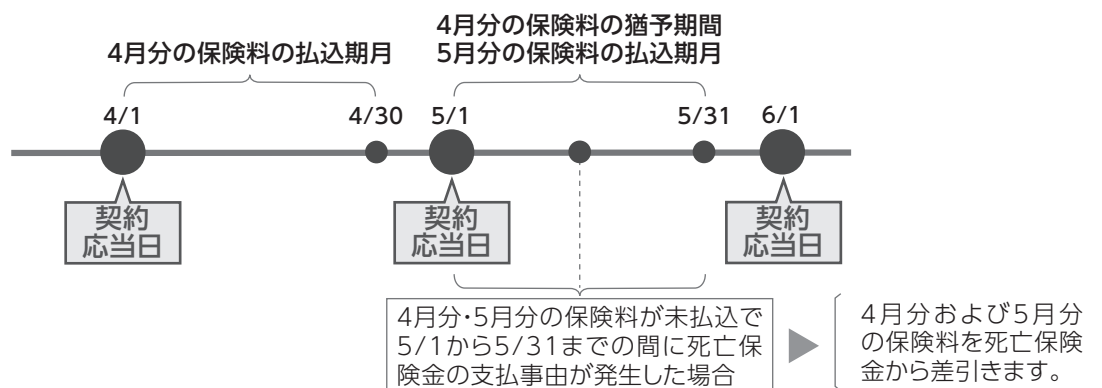 4月分の保険料の猶予期間
4月分の保険料の払込期月
5月分の保険料の払込期月
4/1
4/30
5/1
5/31
6/1
契約
応当日
契約
応当日
契約
応当日
4月分・5月分の保険料が未払込で
5/1から5/31までの間に死亡保
険金の支払事由が発生した場合
4月分および5月分
の保険料を死亡保険
金から差引きます。